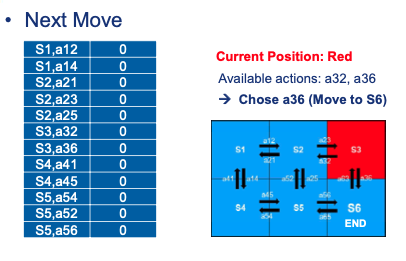 • Next Move
S1,a12 0
S1,a14 0
S2,a21 0
S2,a23 0
S2,a25 0
S3,a32 0
S3,a36 0
S4,a41 0
S4,a45 0
S5,a54 0
S5,a52 0
S5,a56 0
Current Position: Red
Available actions: a32, a36
→ Chose a36 (Move to S6)
a12 a23
S1 S2 S3
a21 a32
a41 a14 a52 a25 a63 a36
a45 a56
S4 S5 S6
a54 a65
END